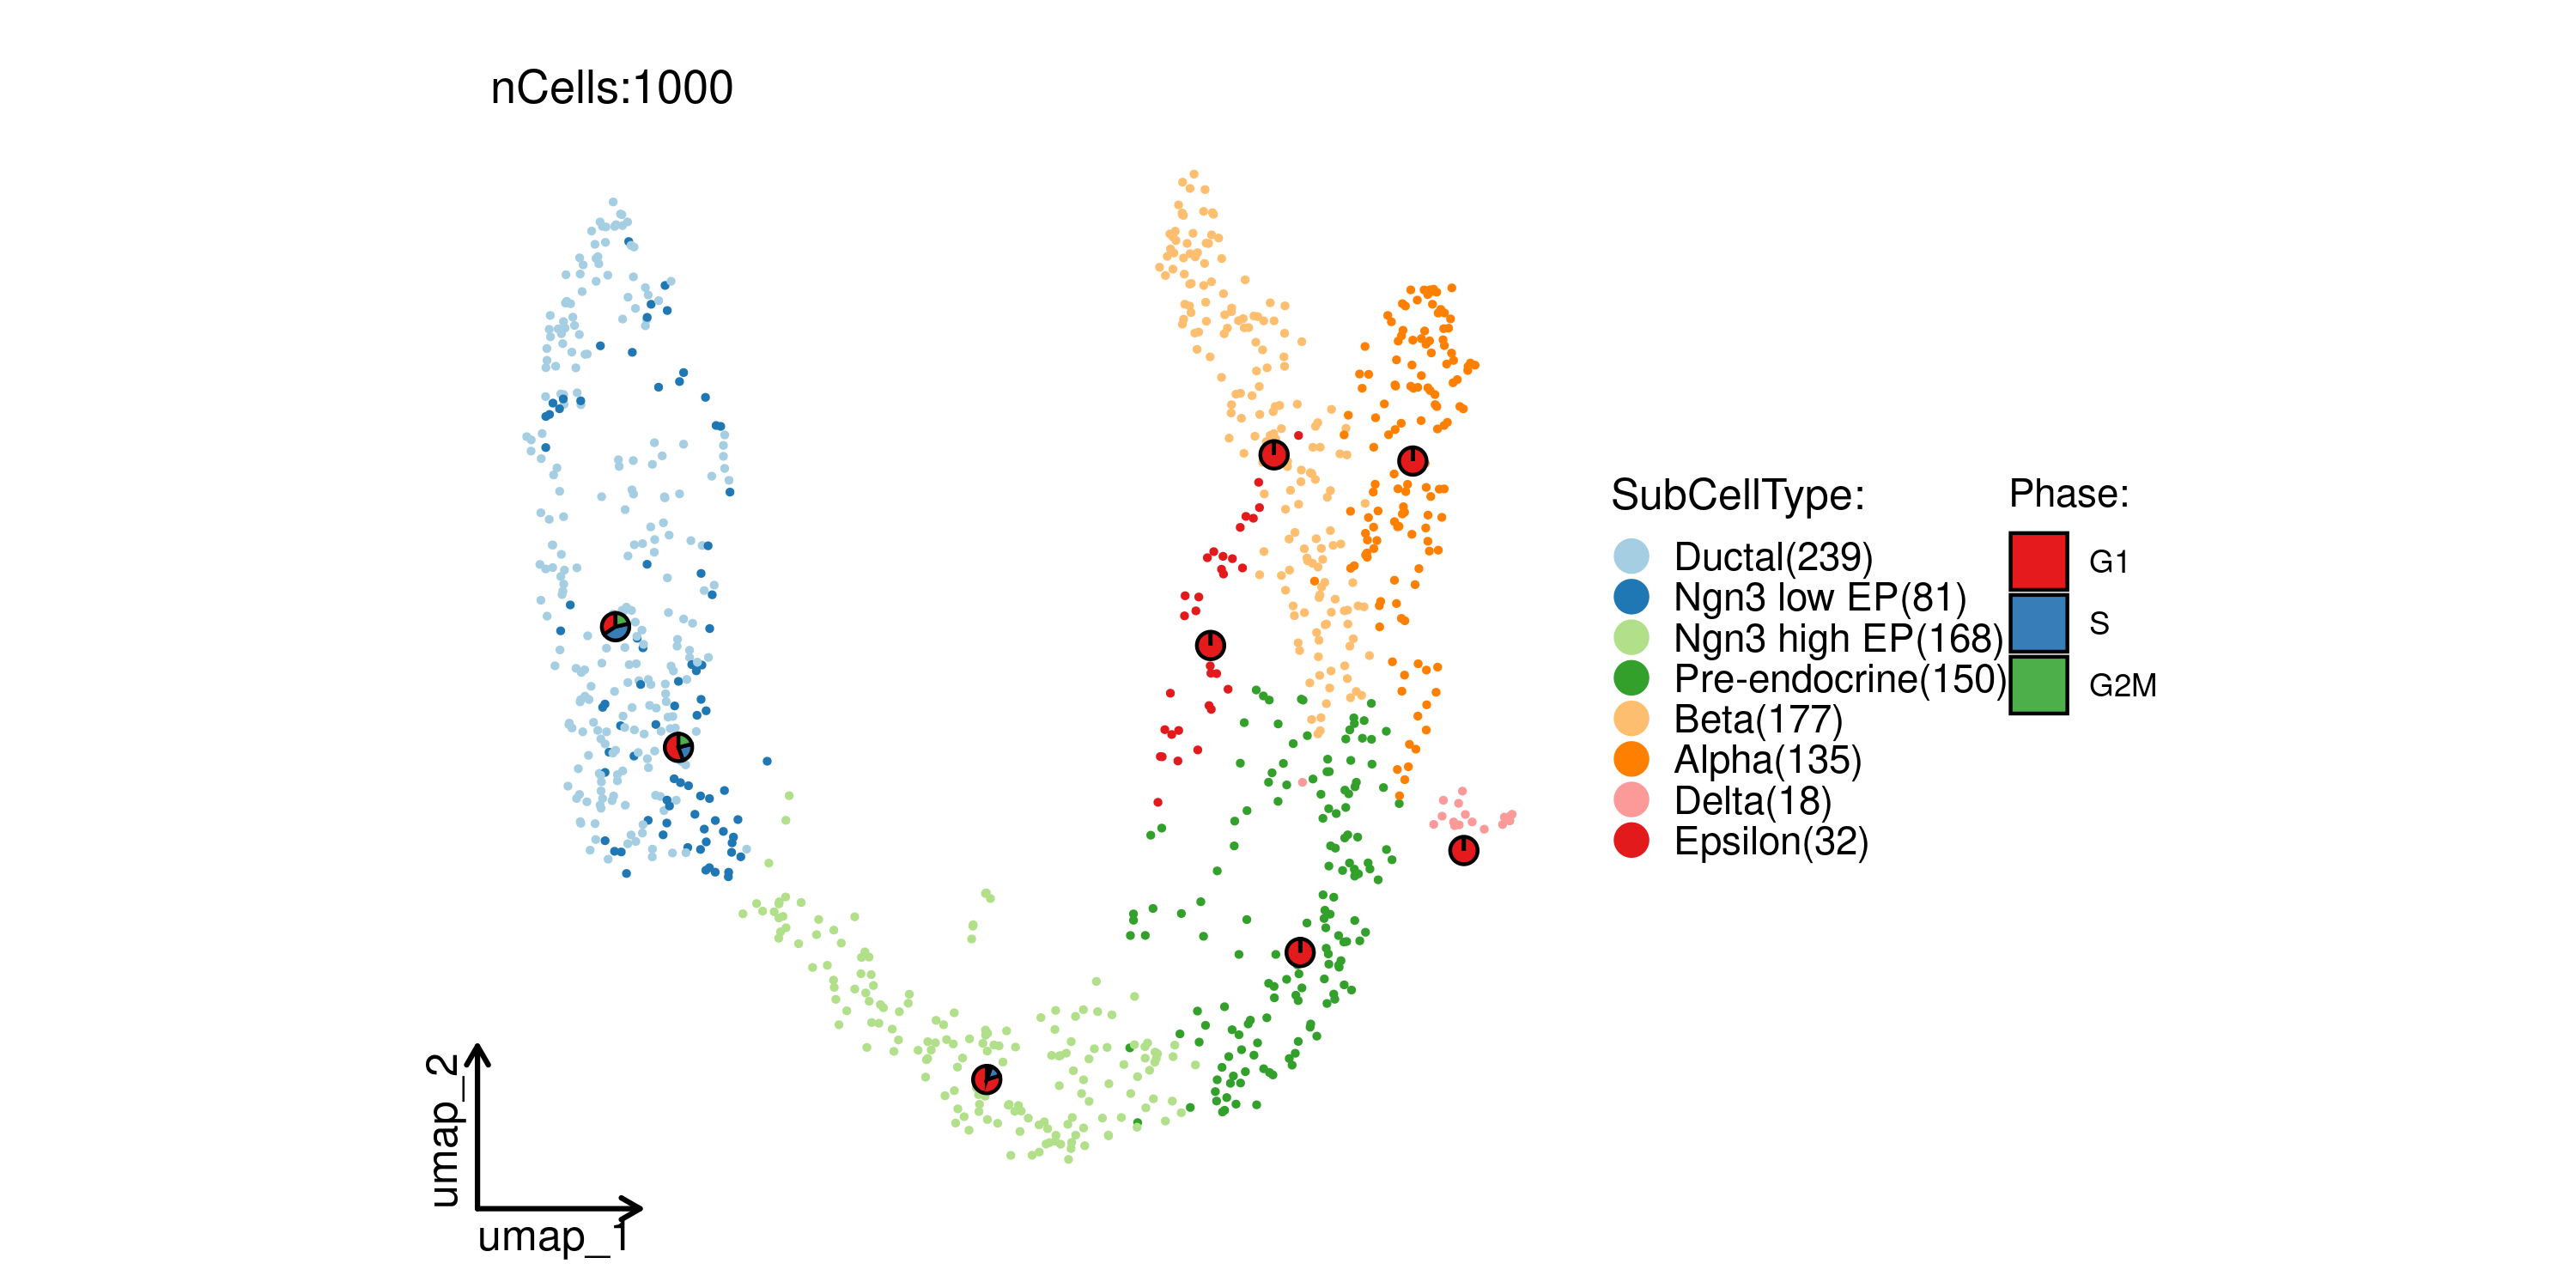 nCells:1000
SubCellType:
Ductal(239)
Ngn3 low EP(81)
Ngn3 high EP(168)
Pre-endocrine(150)
Beta(177)
Alpha(135)
Delta(18)
Epsilon(32)
Phase:
G1
S
G2M
umap_2
umap_1